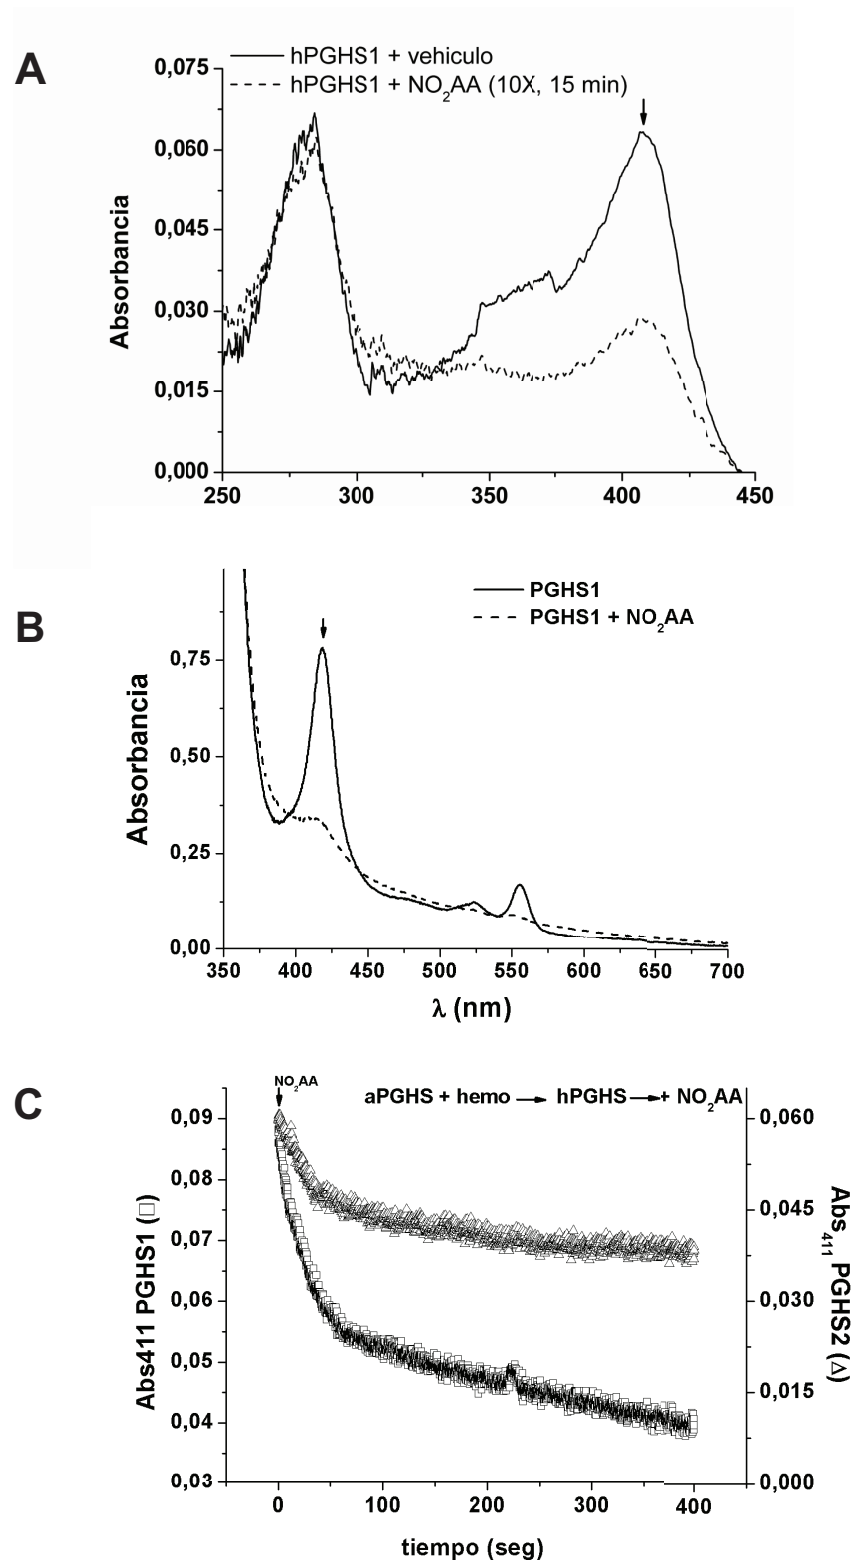 A
hPGHS1 + vehiculo
hPGHS1 + NO2AA (10X, 15 min)
Absorbancia
0,075
0,060
0,045
0,030
0,015
0,000
250 300 350 400 450
B
PGHS1
PGHS1 + NO2AA
Absorbancia
0,75
0,50
0,25
0,00
350 400 450 500 550 600 650 700
λ (nm)
C
NO2AA
aPGHS + hemo → hPGHS → + NO2AA
Abs411 PGHS1 (□)
0,09
0,08
0,07
0,06
0,05
0,04
0,03
0,060
0,045
0,030
0,015
0,000
Abs411 PGHS2 (Δ)
0 100 200 300 400
tiempo (seg)